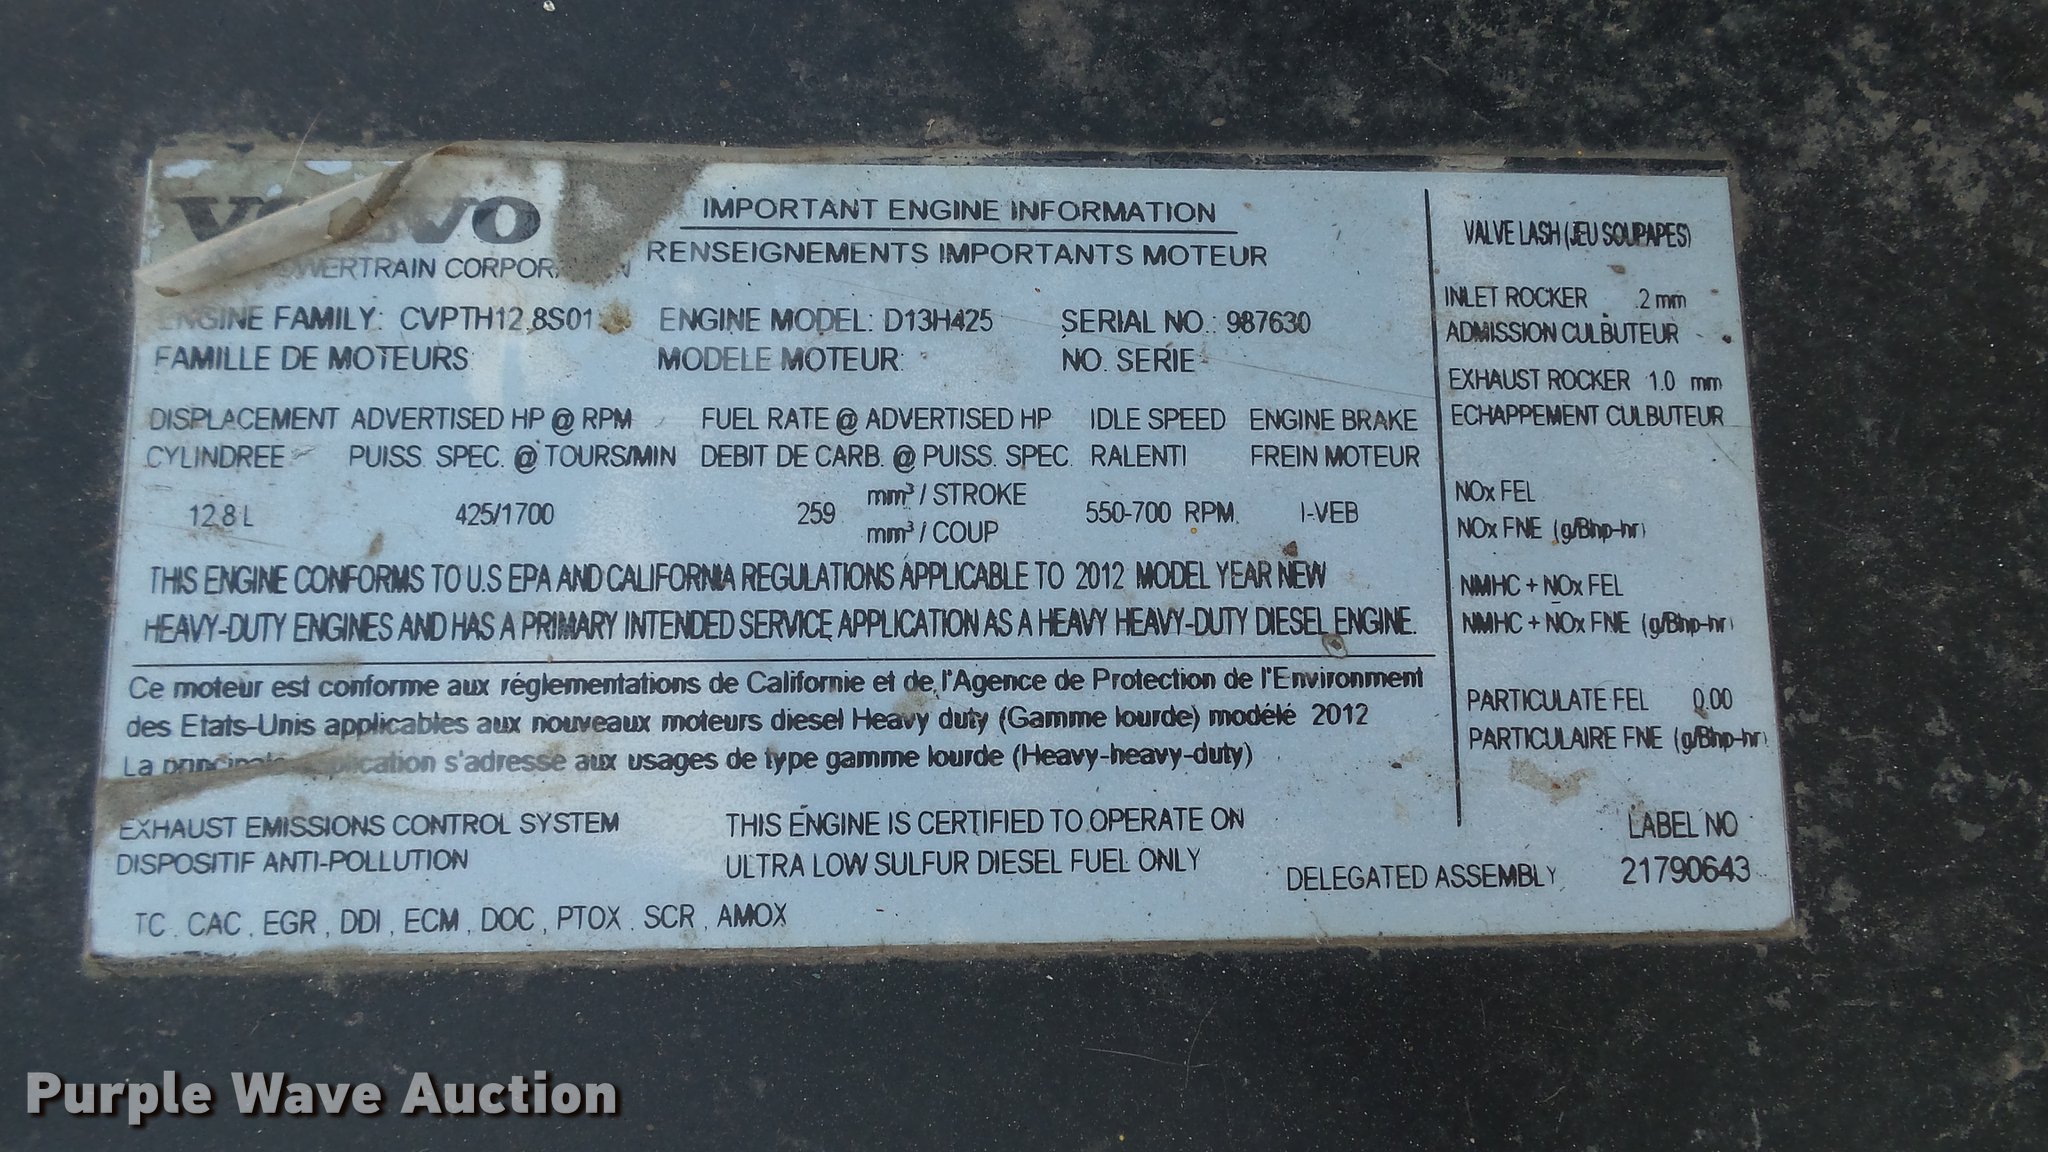 VOLVO
POWERTRAIN CORPORATION
IMPORTANT ENGINE INFORMATION
RENSEIGNEMENTS IMPORTANTS MOTEUR
ENGINE FAMILY: CVPTH12.8S01 ENGINE MODEL: D13H425 SERIAL NO.: 987630
FAMILLE DE MOTEURS MODELE MOTEUR: NO. SERIE
DISPLACEMENT ADVERTISED HP @ RPM FUEL RATE @ ADVERTISED HP IDLE SPEED ENGINE BRAKE
CYLINDREE PUISS. SPEC. @ TOURS/MIN DEBIT DE CARB. @ PUISS. SPEC. RALENTI FREIN MOTEUR
12.8 L 425/1700 259 mm³ / STROKE 550-700 RPM I-VEB
mm³ / COUP
THIS ENGINE CONFORMS TO U.S EPA AND CALIFORNIA REGULATIONS APPLICABLE TO 2012 MODEL YEAR NEW
HEAVY-DUTY ENGINES AND HAS A PRIMARY INTENDED SERVICE APPLICATION AS A HEAVY HEAVY-DUTY DIESEL ENGINE.
Ce moteur est conforme aux réglementations de Californie et de l'Agence de Protection de l'Environment
des Etats-Unis applicables aux nouveaux moteurs diesel Heavy duty (Gamme lourde) modélé 2012
La principale application s'adresse aux usages de type gamme lourde (Heavy-heavy-duty)
EXHAUST EMISSIONS CONTROL SYSTEM
DISPOSITIF ANTI-POLLUTION
TC , CAC , EGR , DDI , ECM , DOC , PTOX , SCR , AMOX
THIS ENGINE IS CERTIFIED TO OPERATE ON
ULTRA LOW SULFUR DIESEL FUEL ONLY
DELEGATED ASSEMBLY
VALVE LASH (JEU SOUPAPES)
INLET ROCKER .2 mm
ADMISSION CULBUTEUR
EXHAUST ROCKER 1.0 mm
ECHAPPEMENT CULBUTEUR
NOx FEL
NOx FNE (g/Bhp-hr)
NMHC + NOx FEL
NMHC + NOx FNE (g/Bhp-hr)
PARTICULATE FEL 0.00
PARTICULAIRE FNE (g/Bhp-hr)
LABEL NO
21790643
Purple Wave Auction